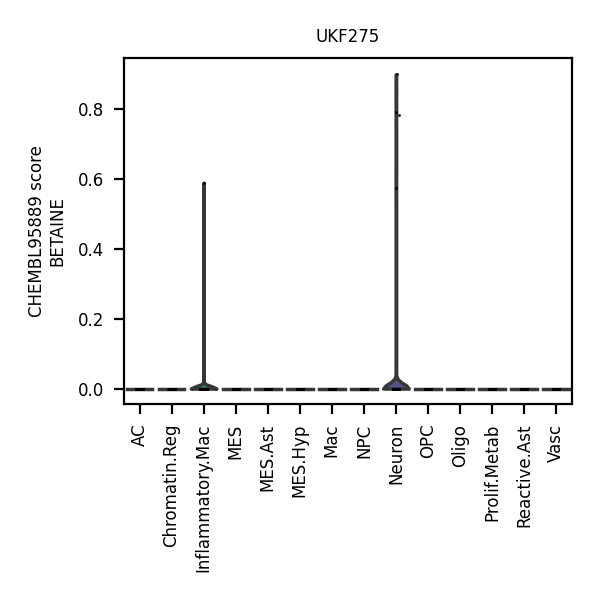 UKF275
CHEMBL95889 score
BETAINE
0.8
0.6
0.4
0.2
0.0
AC
Chromatin.Reg
Inflammatory.Mac
MES
MES.Ast
MES.Hyp
Mac
NPC
Neuron
OPC
Oligo
Prolif.Metab
Reactive.Ast
Vasc